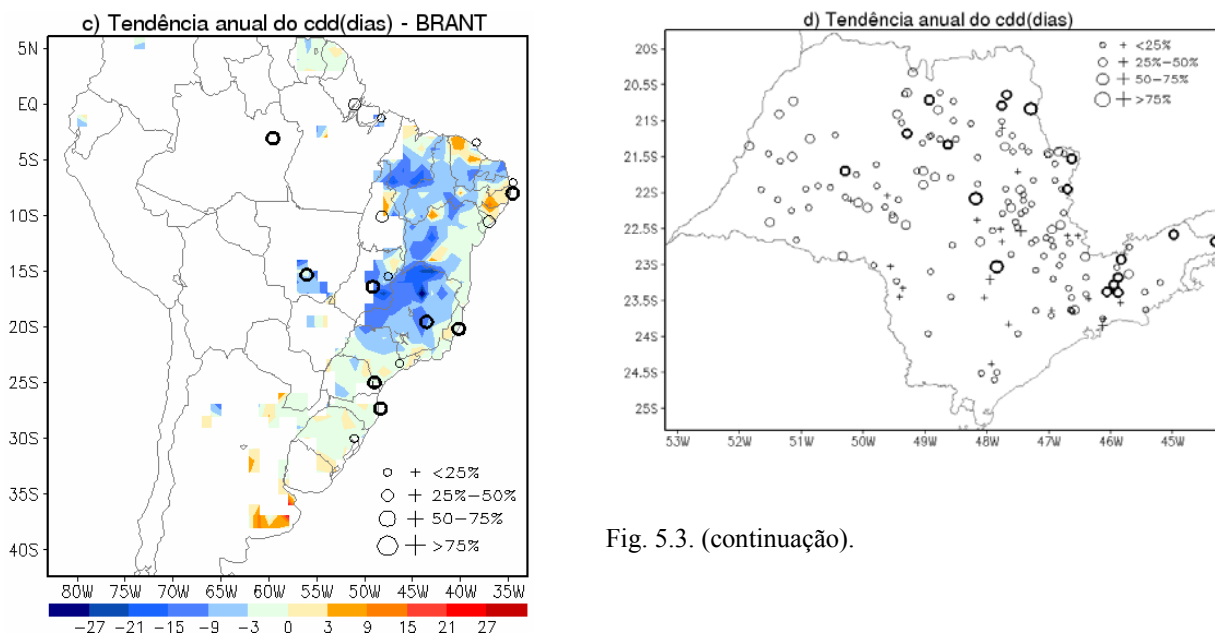 c) Tendência anual do cdd(dias) - BRANT
5N
EQ
5S
10S
15S
20S
25S
30S
35S
40S
80W 75W 70W 65W 60W 55W 50W 45W 40W 35W
<25%
25%-50%
50-75%
>75%
-27 -21 -15 -9 -3 0 3 9 15 21 27
d) Tendência anual do cdd(dias)
20S
20.5S
21S
21.5S
22S
22.5S
23S
23.5S
24S
24.5S
25S
53W 52W 51W 50W 49W 48W 47W 46W 45W
<25%
25%-50%
50-75%
>75%
Fig. 5.3. (continuação).